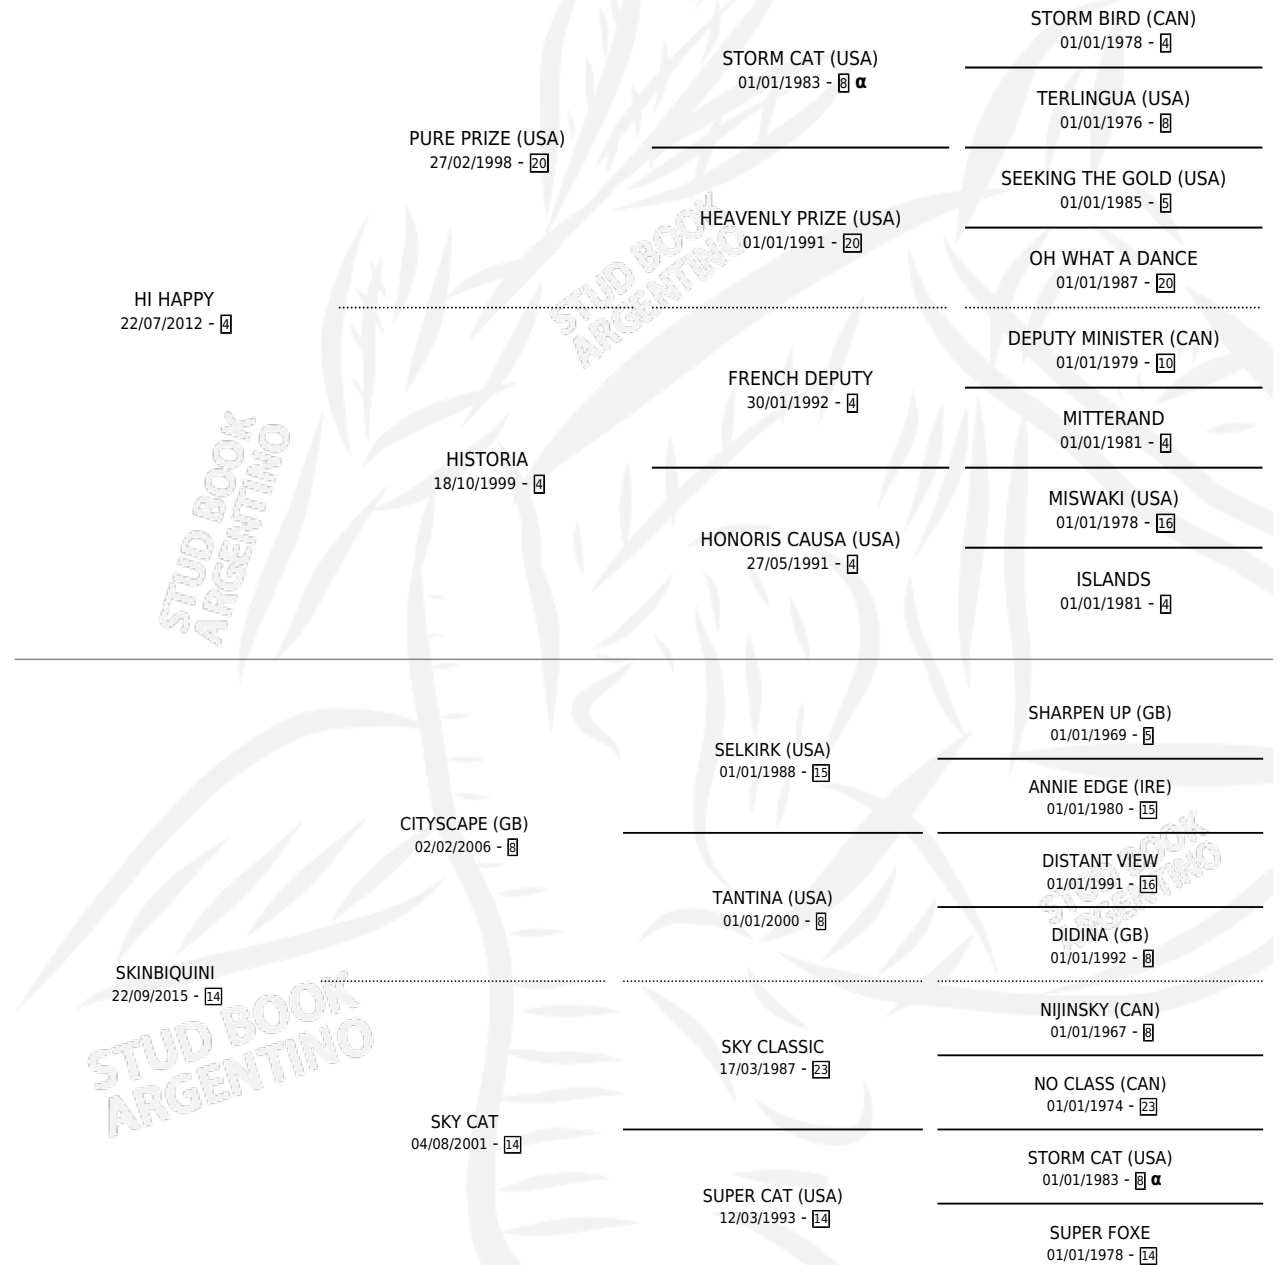 STORM BIRD (CAN)
01/01/1978 - 4
STORM CAT (USA)
01/01/1983 - 8 α
TERLINGUA (USA)
01/01/1976 - 8
PURE PRIZE (USA)
27/02/1998 - 20
SEEKING THE GOLD (USA)
01/01/1985 - 5
HEAVENLY PRIZE (USA)
01/01/1991 - 20
OH WHAT A DANCE
01/01/1987 - 20
HI HAPPY
22/07/2012 - 4
DEPUTY MINISTER (CAN)
01/01/1979 - 10
FRENCH DEPUTY
30/01/1992 - 4
MITTERAND
01/01/1981 - 4
HISTORIA
18/10/1999 - 4
MISWAKI (USA)
01/01/1978 - 16
HONORIS CAUSA (USA)
27/05/1991 - 4
ISLANDS
01/01/1981 - 4
SHARPEN UP (GB)
01/01/1969 - 5
SELKIRK (USA)
01/01/1988 - 15
ANNIE EDGE (IRE)
01/01/1980 - 15
CITYSCAPE (GB)
02/02/2006 - 8
DISTANT VIEW
01/01/1991 - 16
TANTINA (USA)
01/01/2000 - 8
DIDINA (GB)
01/01/1992 - 8
SKINBIQUINI
22/09/2015 - 14
NIJINSKY (CAN)
01/01/1967 - 8
SKY CLASSIC
17/03/1987 - 23
NO CLASS (CAN)
01/01/1974 - 23
SKY CAT
04/08/2001 - 14
STORM CAT (USA)
01/01/1983 - 8 α
SUPER CAT (USA)
12/03/1993 - 14
SUPER FOXE
01/01/1978 - 14
STUD BOOK
ARGENTINO
STUD BOOK
ARGENTINO
STUD BOOK
ARGENTINO
STUD BOOK
ARGENTINO